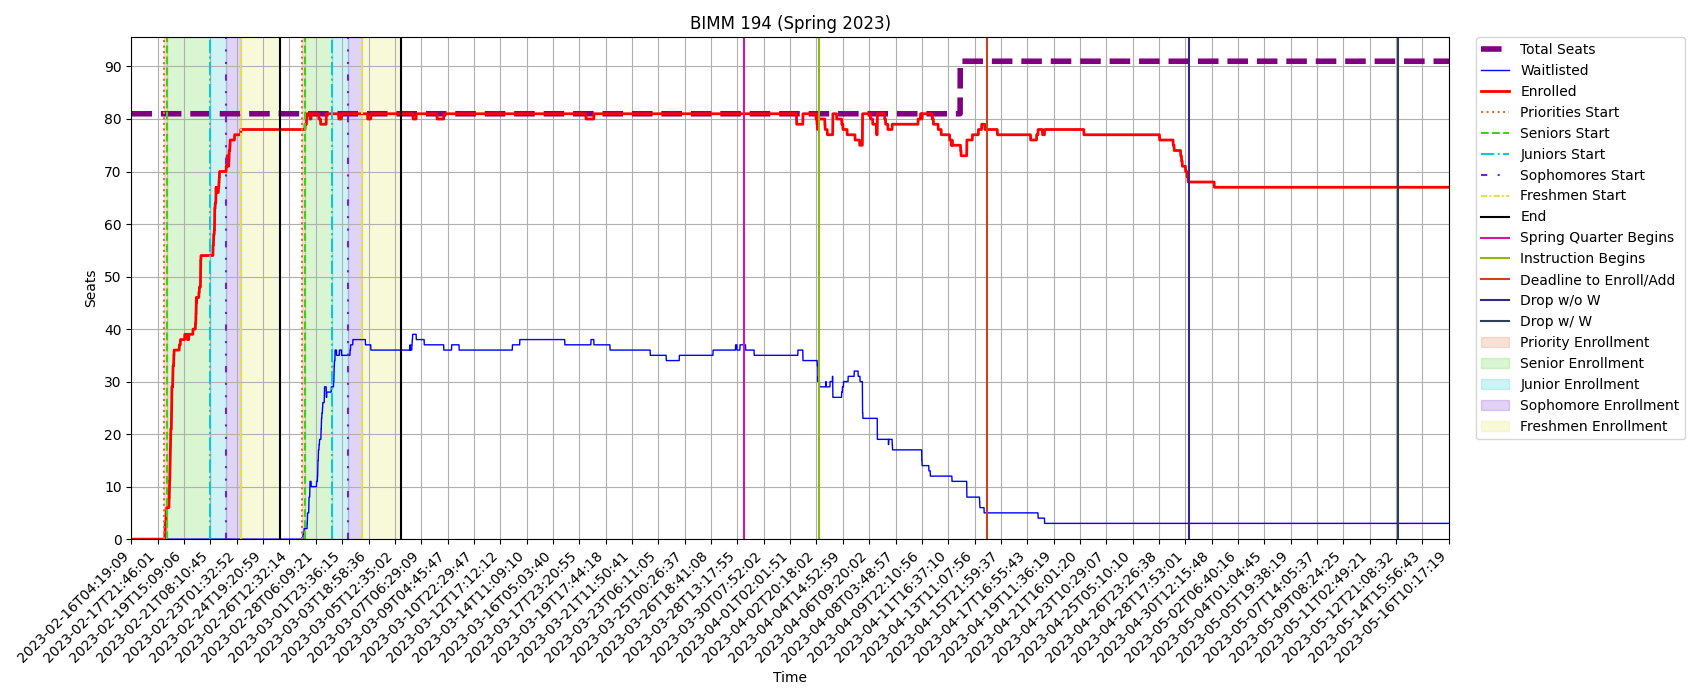 BIMM 194 (Spring 2023)
Seats
90
80
70
60
50
40
30
20
10
0
2023-02-16T04:19:09
2023-02-17T21:46:01
2023-02-19T15:09:06
2023-02-21T08:10:45
2023-02-23T01:32:52
2023-02-24T19:20:59
2023-02-26T12:32:14
2023-02-28T06:09:21
2023-03-01T23:36:15
2023-03-03T18:58:36
2023-03-05T12:35:02
2023-03-07T06:29:09
2023-03-09T04:45:47
2023-03-10T22:29:47
2023-03-12T17:12:12
2023-03-14T11:09:10
2023-03-16T05:03:40
2023-03-17T23:20:55
2023-03-19T17:44:18
2023-03-21T11:50:41
2023-03-23T06:11:05
2023-03-25T00:26:37
2023-03-26T18:41:08
2023-03-28T13:17:55
2023-03-30T07:52:02
2023-04-01T02:01:51
2023-04-02T20:18:02
2023-04-04T14:52:59
2023-04-06T09:20:02
2023-04-08T03:48:57
2023-04-09T22:10:56
2023-04-11T16:37:10
2023-04-13T11:07:56
2023-04-15T21:59:37
2023-04-17T16:55:43
2023-04-19T11:36:19
2023-04-21T06:01:20
2023-04-23T00:29:07
2023-04-25T05:10:16
2023-04-26T23:26:38
2023-04-28T17:53:01
2023-04-30T12:15:48
2023-05-02T06:40:16
2023-05-04T01:04:45
2023-05-05T19:38:19
2023-05-07T14:05:37
2023-05-09T08:24:25
2023-05-11T02:49:21
2023-05-12T21:08:32
2023-05-14T15:56:43
2023-05-16T10:17:19
Time
Total Seats
Waitlisted
Enrolled
Priorities Start
Seniors Start
Juniors Start
Sophomores Start
Freshmen Start
End
Spring Quarter Begins
Instruction Begins
Deadline to Enroll/Add
Drop w/o W
Drop w/ W
Priority Enrollment
Senior Enrollment
Junior Enrollment
Sophomore Enrollment
Freshmen Enrollment